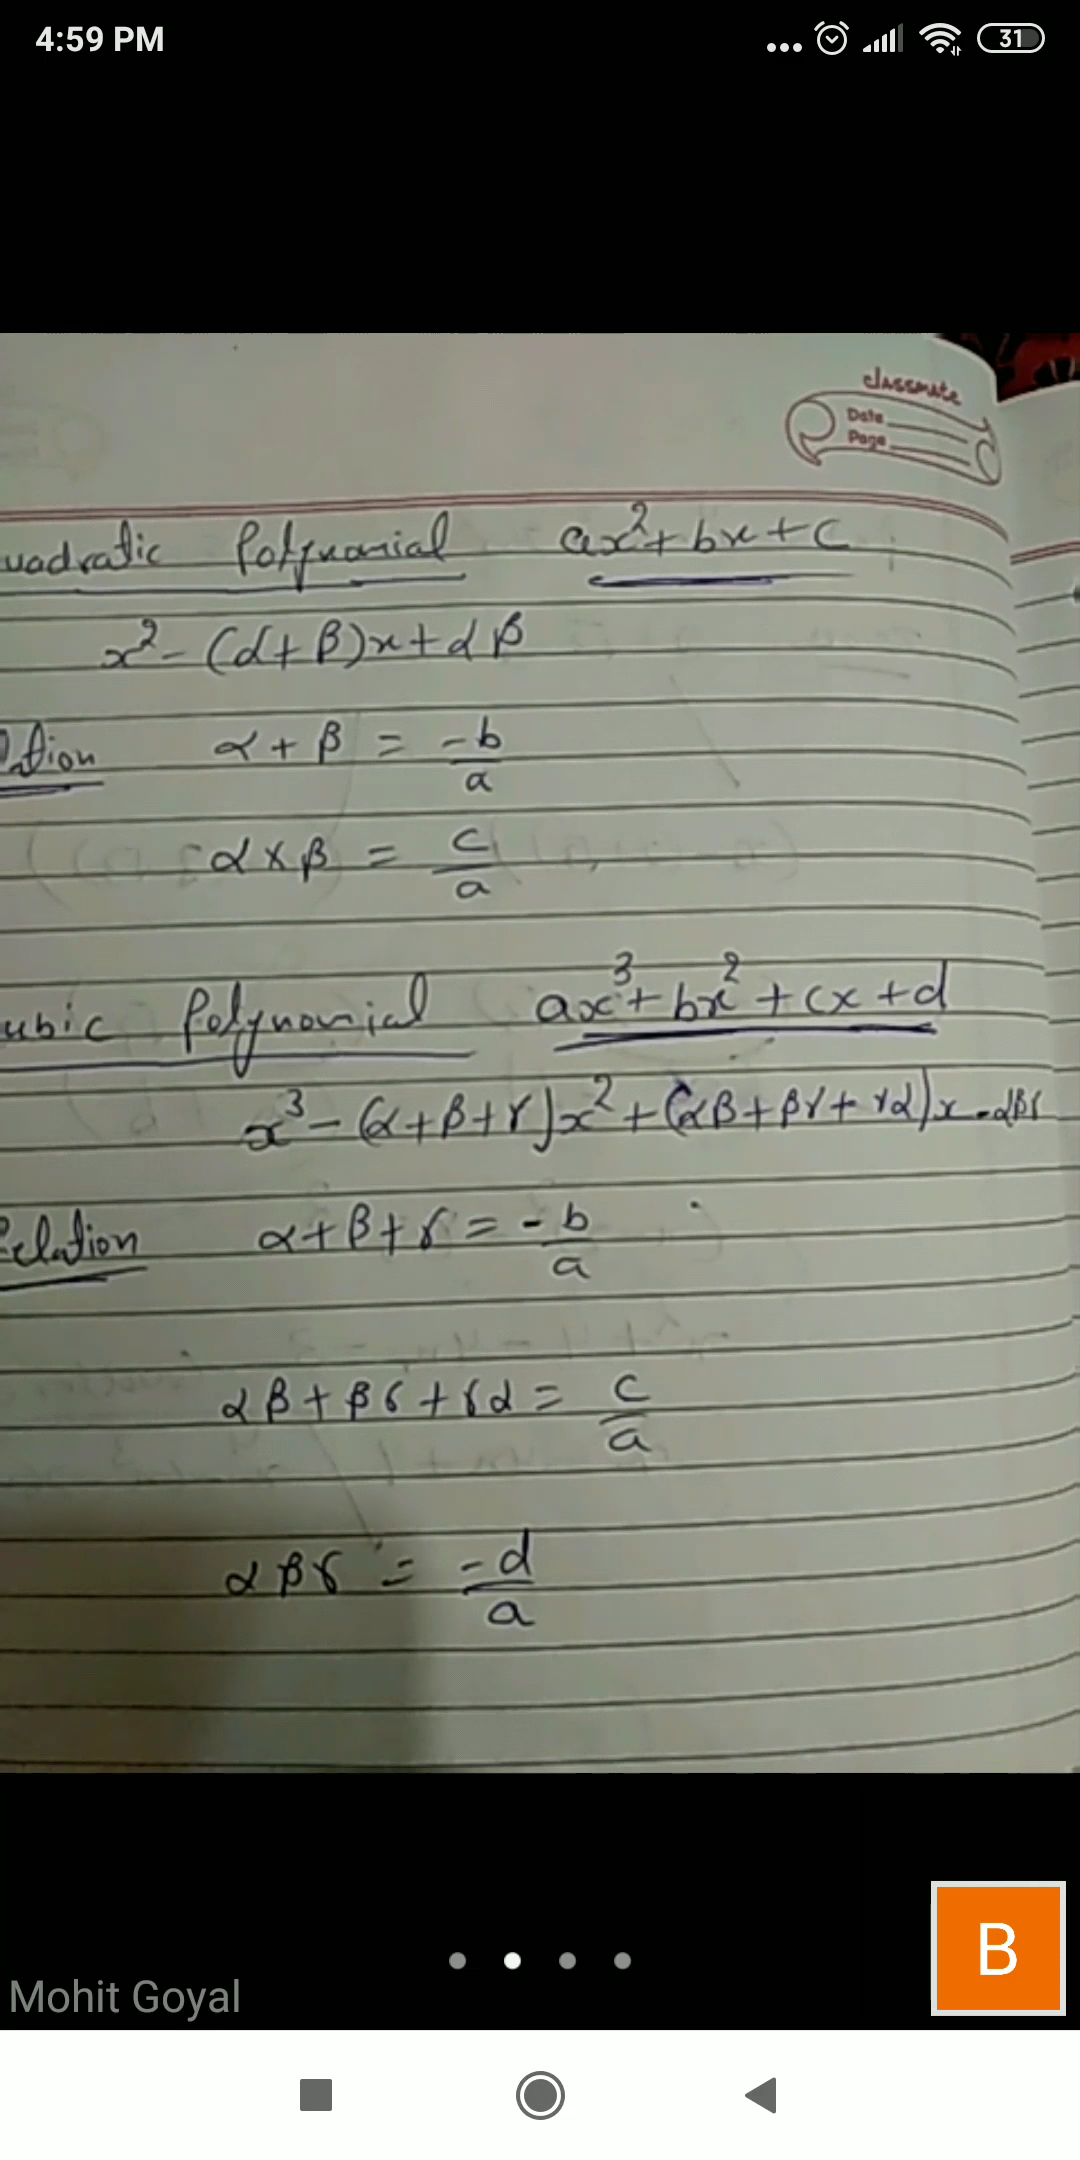 4:59 PM
31
classmate
Date
Page
uadratic Polynomial ax²+bx+c
x²-(α+β)x+αβ
ation α+β = -b/a
α×β = c/a
ubic Polynomial ax³+bx²+cx+d
x³-(α+β+γ)x²+(αβ+βγ+γα)x-αβγ
Relation α+β+γ = -b/a
αβ+βγ+γα = c/a
αβγ = -d/a
B
Mohit Goyal